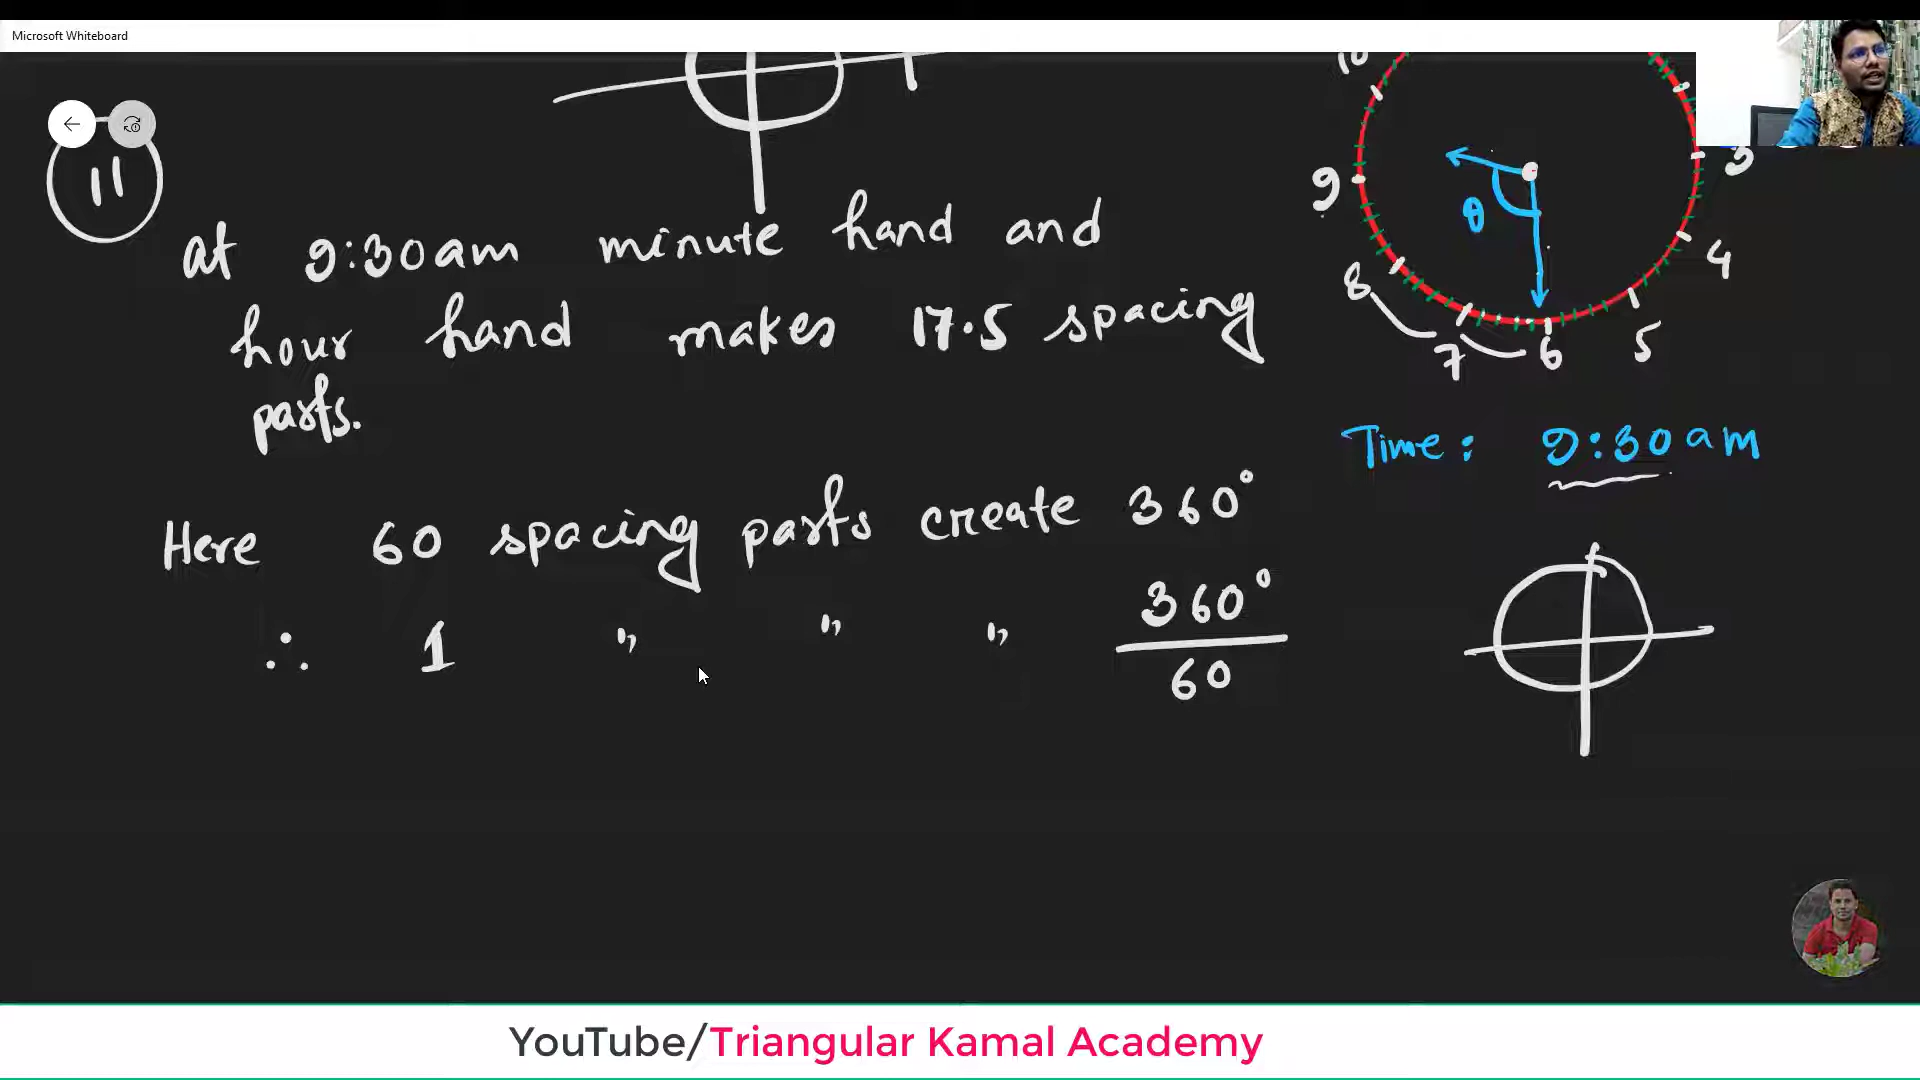 Microsoft Whiteboard
11
at 9:30am minute hand and
hour hand makes 17.5 spacing
parts.
Here 60 spacing parts create 360°
∴ 1 " " " 360°
60
10
9
8
7
6
5
4
3
θ
Time: 9:30am
YouTube/Triangular Kamal Academy